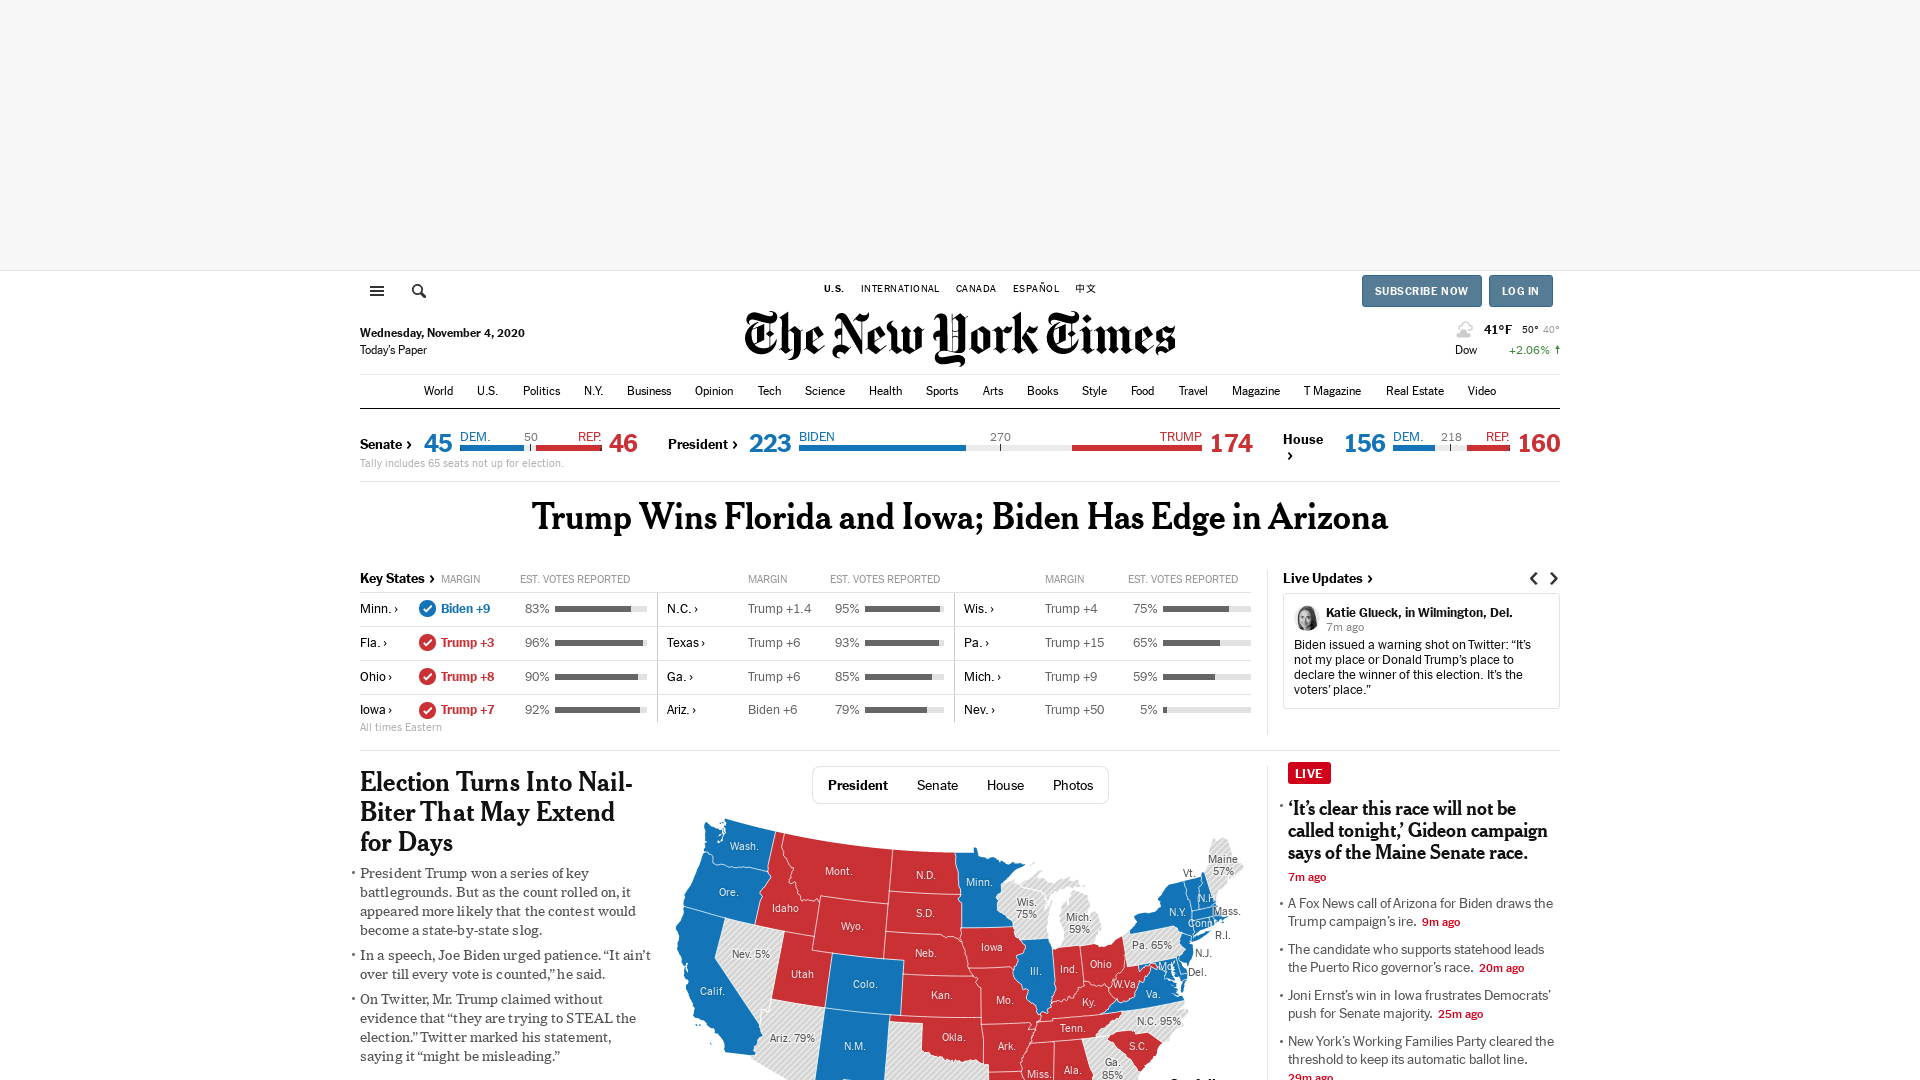 U.S. INTERNATIONAL CANADA ESPAÑOL 中文
SUBSCRIBE NOW LOG IN
The New York Times
Wednesday, November 4, 2020
Today's Paper
41°F 50° 40°
Dow +2.06% ↑
World U.S. Politics N.Y. Business Opinion Tech Science Health Sports Arts Books Style Food Travel Magazine T Magazine Real Estate Video
Senate › 45 DEM. 50 REP. 46
Tally includes 65 seats not up for election.
President › 223 BIDEN 270 TRUMP 174
House › 156 DEM. 218 REP. 160
Trump Wins Florida and Iowa; Biden Has Edge in Arizona
Key States › MARGIN EST. VOTES REPORTED MARGIN EST. VOTES REPORTED MARGIN EST. VOTES REPORTED
Minn. › Biden +9 83% N.C. › Trump +1.4 95% Wis. › Trump +4 75%
Fla. › Trump +3 96% Texas › Trump +6 93% Pa. › Trump +15 65%
Ohio › Trump +8 90% Ga. › Trump +6 85% Mich. › Trump +9 59%
Iowa › Trump +7 92% Ariz. › Biden +6 79% Nev. › Trump +50 5%
All times Eastern
Live Updates ›
Katie Glueck, in Wilmington, Del.
7m ago
Biden issued a warning shot on Twitter: “It’s
not my place or Donald Trump’s place to
declare the winner of this election. It’s the
voters’ place.”
Election Turns Into Nail-
Biter That May Extend
for Days
• President Trump won a series of key
battlegrounds. But as the count rolled on, it
appeared more likely that the contest would
become a state-by-state slog.
• In a speech, Joe Biden urged patience. “It ain’t
over till every vote is counted,” he said.
• On Twitter, Mr. Trump claimed without
evidence that “they are trying to STEAL the
election.” Twitter marked his statement,
saying it “might be misleading.”
President Senate House Photos
Wash.
Mont.
N.D.
Minn.
Maine
57%
Vt.
Ore.
Idaho
S.D.
Wis.
75%
Mich.
59%
N.Y.
N.H.
Mass.
Conn.
R.I.
Wyo.
Nev. 5%
Neb.
Iowa
Pa. 65%
N.J.
Utah
Ill.
Ind.
Ohio
Md.
Del.
Calif.
Colo.
Kan.
Mo.
W.Va.
Ky.
Va.
N.C. 95%
Ariz. 79%
N.M.
Okla.
Ark.
Tenn.
S.C.
Miss.
Ala.
Ga.
85%
LIVE
• ‘It’s clear this race will not be
called tonight,’ Gideon campaign
says of the Maine Senate race.
7m ago
• A Fox News call of Arizona for Biden draws the
Trump campaign’s ire. 9m ago
• The candidate who supports statehood leads
the Puerto Rico governor’s race. 20m ago
• Joni Ernst’s win in Iowa frustrates Democrats’
push for Senate majority. 25m ago
• New York’s Working Families Party cleared the
threshold to keep its automatic ballot line.
29m ago